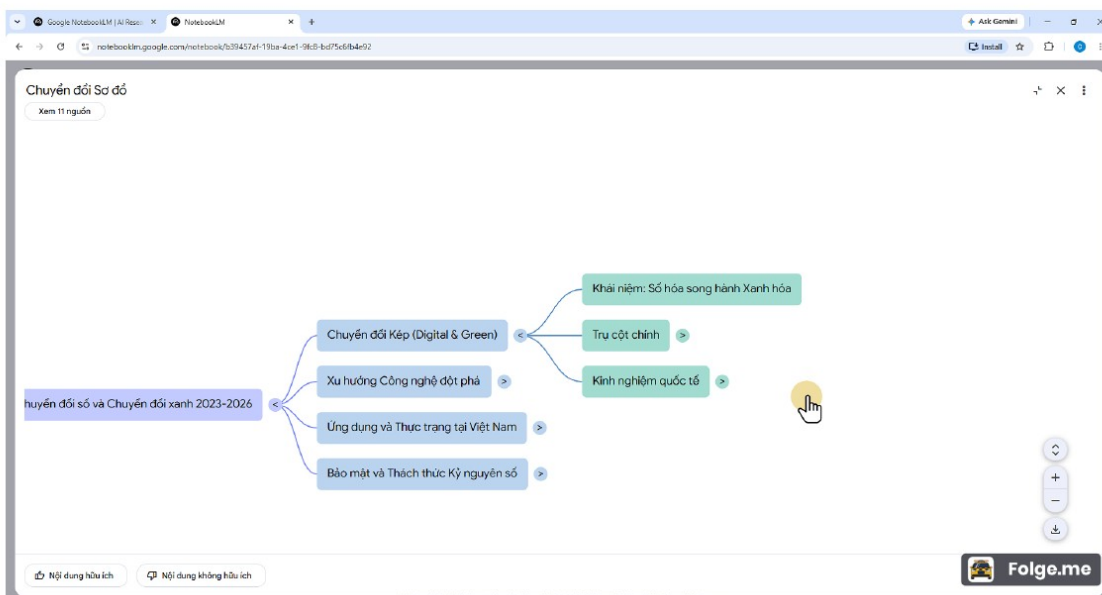 Google NotebookLM | AI Resea
NotebookLM
Ask Gemini
notebooklm.google.com/notebook/b39457af-19ba-4ce1-9fc8-bd75c6fb4e92
Install
Chuyển đổi Sơ đồ
Xem 11 nguồn
Khái niệm: Số hóa song hành Xanh hóa
Chuyển đổi Kép (Digital & Green)
<
Trụ cột chính
>
Xu hướng Công nghệ đột phá
>
Kinh nghiệm quốc tế
>
huyển đổi số và Chuyển đổi xanh 2023-2026
<
Ứng dụng và Thực trạng tại Việt Nam
>
Bảo mật và Thách thức Kỷ nguyên số
>
Nội dung hữu ích
Nội dung không hữu ích
Folge.me